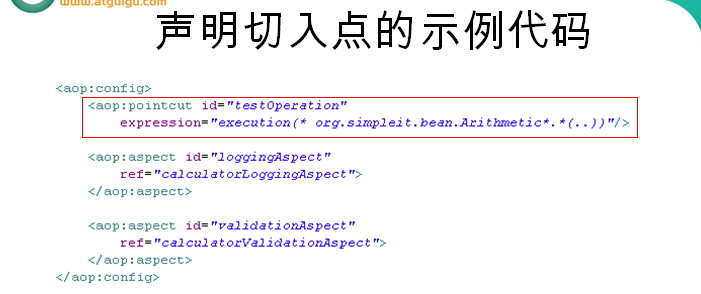 www.atguigu.com
声明切入点的示例代码
<aop:config>
<aop:pointcut id="testOperation"
expression="execution(* org.simpleit.bean.Arithmetic*.*(..))"/>
<aop:aspect id="loggingAspect"
ref="calculatorLoggingAspect">
</aop:aspect>
<aop:aspect id="validationAspect"
ref="calculatorValidationAspect">
</aop:aspect>
</aop:config>